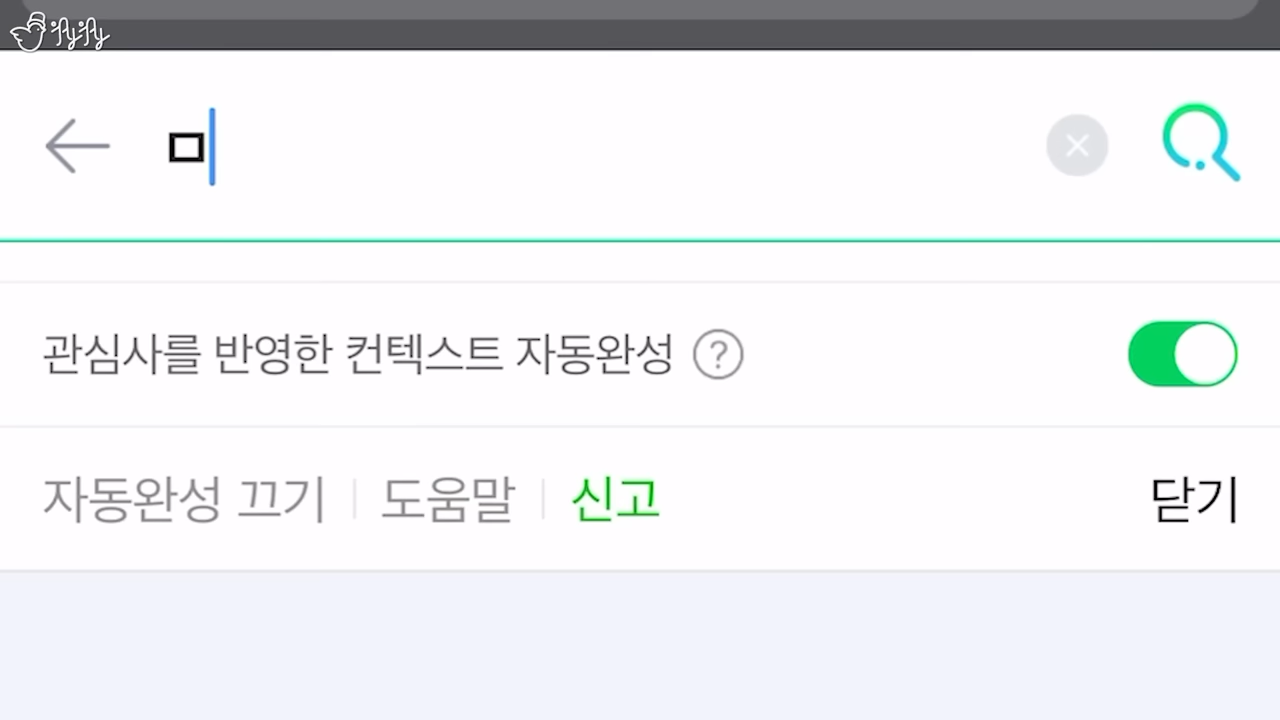 ㅁ
관심사를 반영한 컨텍스트 자동완성 ?
자동완성 끄기 | 도움말 | 신고 닫기